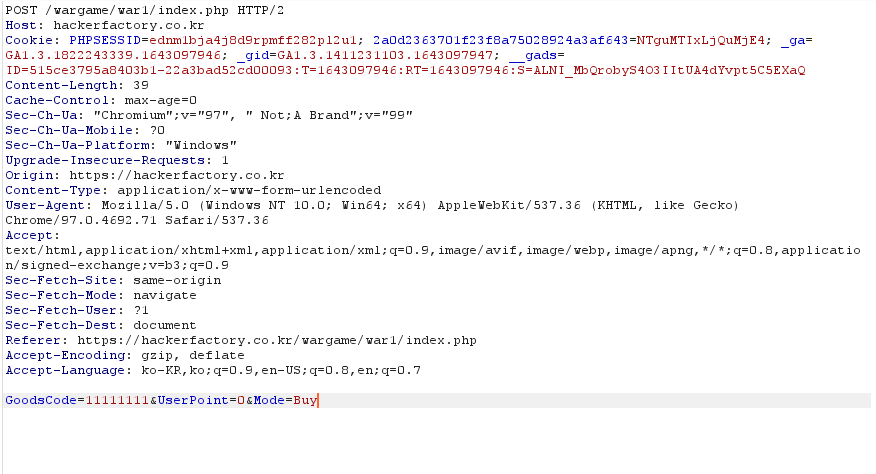 POST /wargame/war1/index.php HTTP/2
Host: hackerfactory.co.kr
Cookie: PHPSESSID=ednm1bja4j8d9rpmff282pl2u1; 2a0d2363701f23f8a75028924a3af643=NTguMTIxLjQuMjE4; _ga=
GA1.3.1822243339.1643097946; _gid=GA1.3.1411231103.1643097947; __gads=
ID=515ce3795a8403b1-22a3bad52cd00093:T=1643097946:RT=1643097946:S=ALNI_MbQrobyS4O3IItUA4dYvpt5C5EXaQ
Content-Length: 39
Cache-Control: max-age=0
Sec-Ch-Ua: "Chromium";v="97", " Not;A Brand";v="99"
Sec-Ch-Ua-Mobile: ?0
Sec-Ch-Ua-Platform: "Windows"
Upgrade-Insecure-Requests: 1
Origin: https://hackerfactory.co.kr
Content-Type: application/x-www-form-urlencoded
User-Agent: Mozilla/5.0 (Windows NT 10.0; Win64; x64) AppleWebKit/537.36 (KHTML, like Gecko)
Chrome/97.0.4692.71 Safari/537.36
Accept:
text/html,application/xhtml+xml,application/xml;q=0.9,image/avif,image/webp,image/apng,*/*;q=0.8,applicatio
n/signed-exchange;v=b3;q=0.9
Sec-Fetch-Site: same-origin
Sec-Fetch-Mode: navigate
Sec-Fetch-User: ?1
Sec-Fetch-Dest: document
Referer: https://hackerfactory.co.kr/wargame/war1/index.php
Accept-Encoding: gzip, deflate
Accept-Language: ko-KR,ko;q=0.9,en-US;q=0.8,en;q=0.7
GoodsCode=11111111&UserPoint=0&Mode=Buy